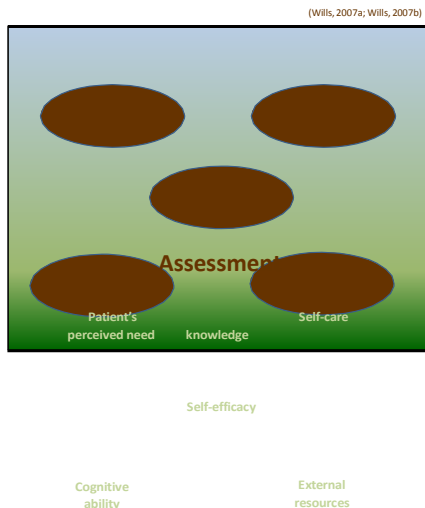 (Wills, 2007a; Wills, 2007b)
Assessment
Patient's
perceived need
Self-care
knowledge
Self-efficacy
Cognitive
ability
External
resources